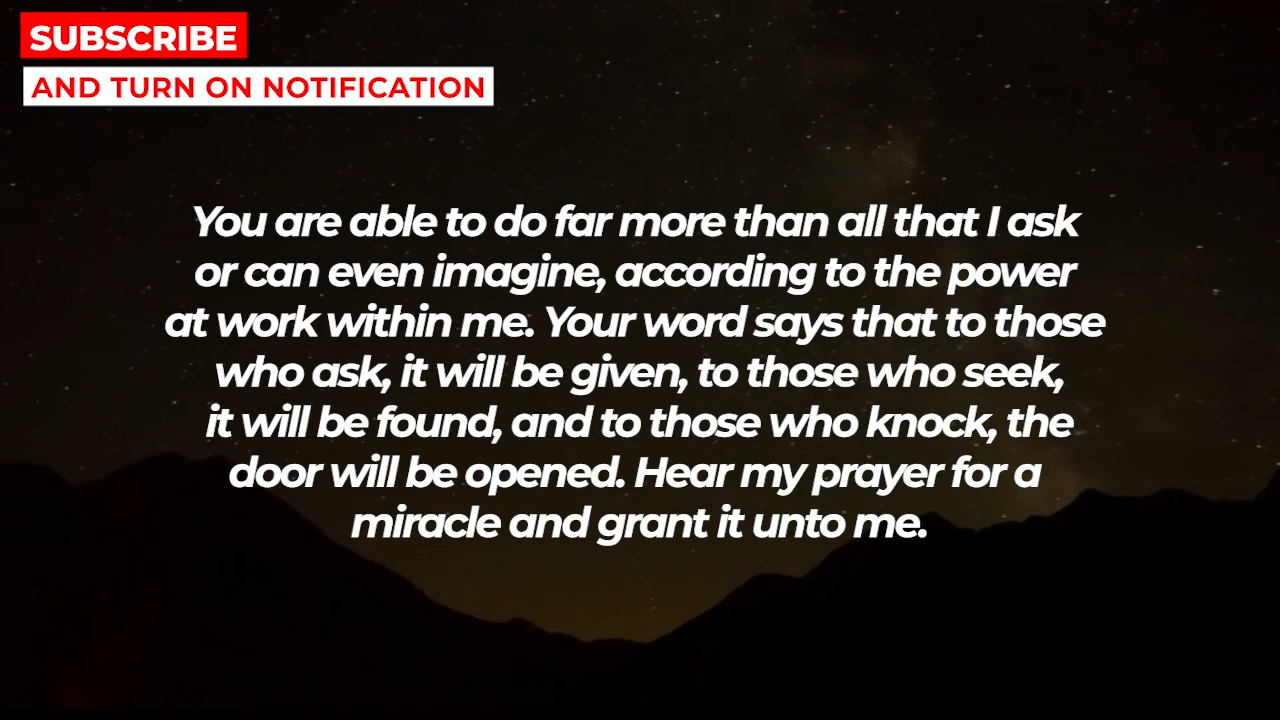 SUBSCRIBE
AND TURN ON NOTIFICATION
You are able to do far more than all that I ask
or can even imagine, according to the power
at work within me. Your word says that to those
who ask, it will be given, to those who seek,
it will be found, and to those who knock, the
door will be opened. Hear my prayer for a
miracle and grant it unto me.